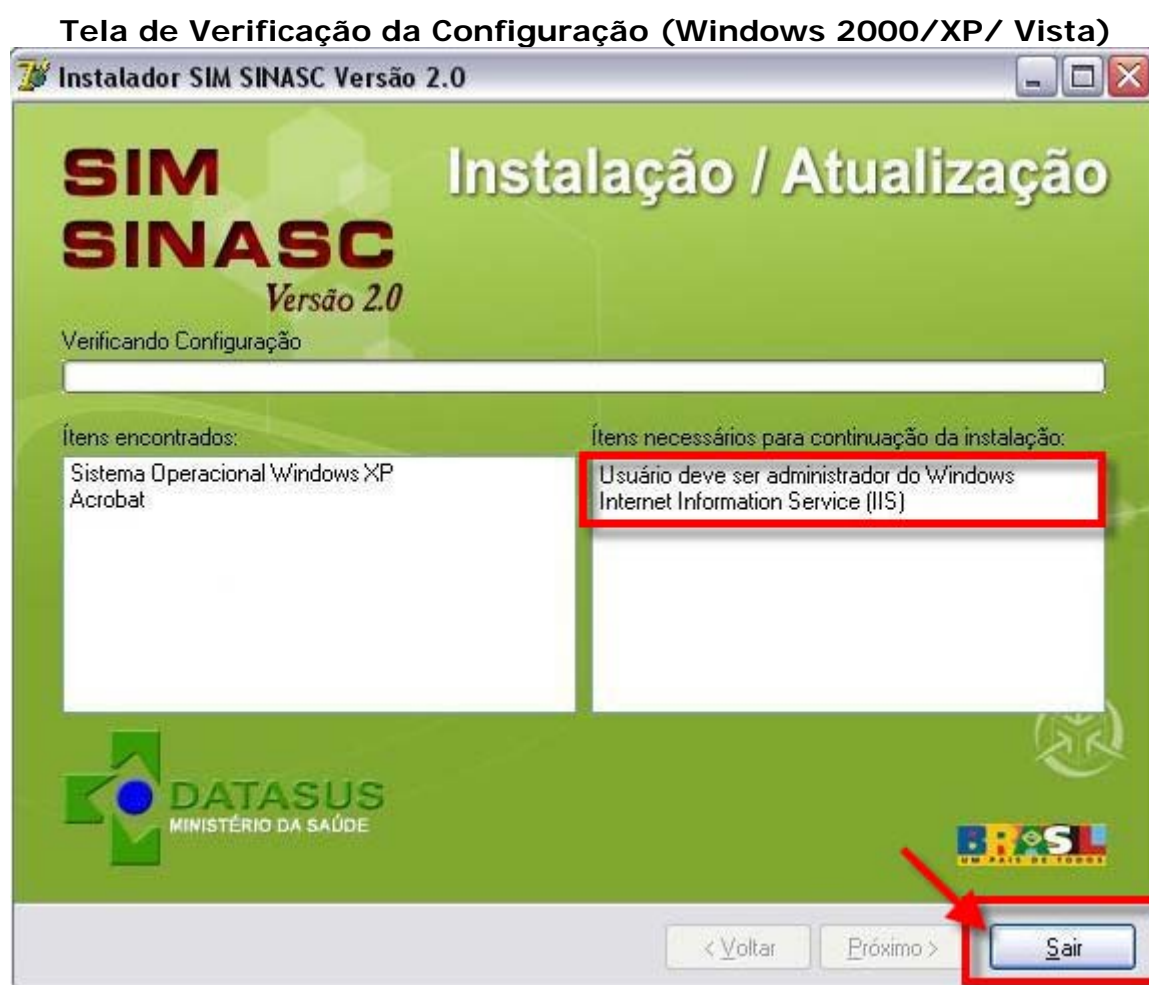 Tela de Verificação da Configuração (Windows 2000/XP/ Vista)
Instalador SIM SINASC Versão 2.0
SIM
SINASC
Versão 2.0
Instalação / Atualização
Verificando Configuração
Ítens encontrados:
Sistema Operacional Windows XP
Acrobat
Ítens necessários para continuação da instalação:
Usuário deve ser administrador do Windows
Internet Information Service (IIS)
DATASUS
MINISTÉRIO DA SAÚDE
BRASIL
UM PAÍS DE TODOS
< Voltar
Próximo >
Sair